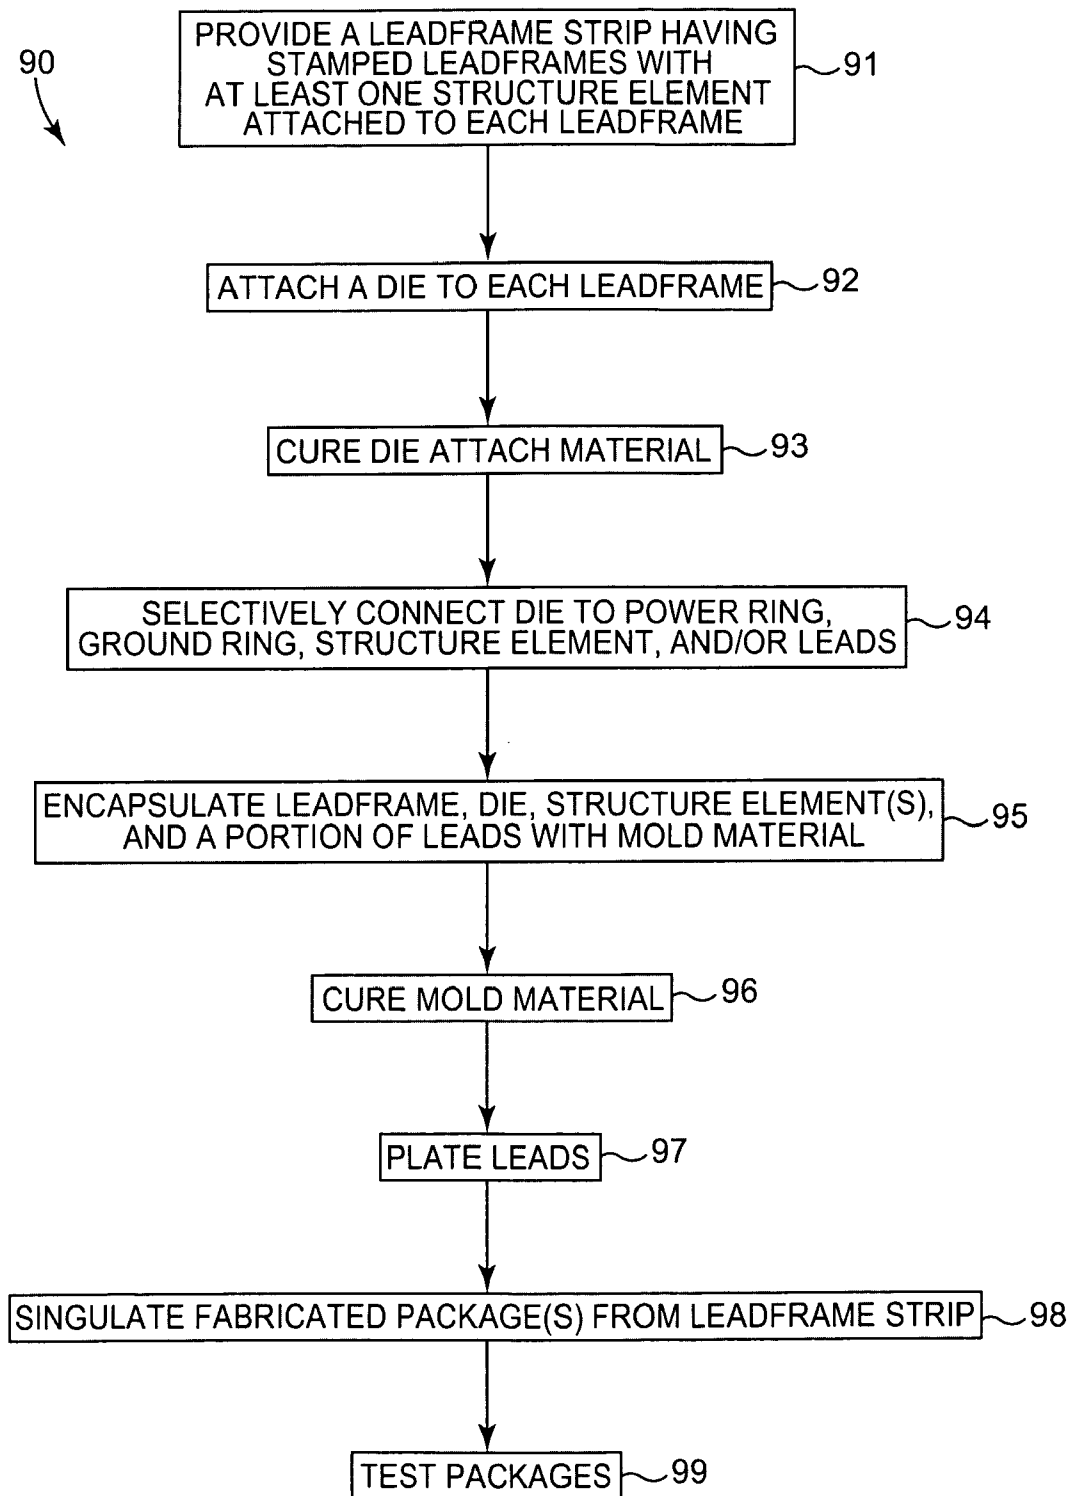 90
PROVIDE A LEADFRAME STRIP HAVING
STAMPED LEADFRAMES WITH
AT LEAST ONE STRUCTURE ELEMENT
ATTACHED TO EACH LEADFRAME
91
ATTACH A DIE TO EACH LEADFRAME
92
CURE DIE ATTACH MATERIAL
93
SELECTIVELY CONNECT DIE TO POWER RING,
GROUND RING, STRUCTURE ELEMENT, AND/OR LEADS
94
ENCAPSULATE LEADFRAME, DIE, STRUCTURE ELEMENT(S),
AND A PORTION OF LEADS WITH MOLD MATERIAL
95
CURE MOLD MATERIAL
96
PLATE LEADS
97
SINGULATE FABRICATED PACKAGE(S) FROM LEADFRAME STRIP
98
TEST PACKAGES
99